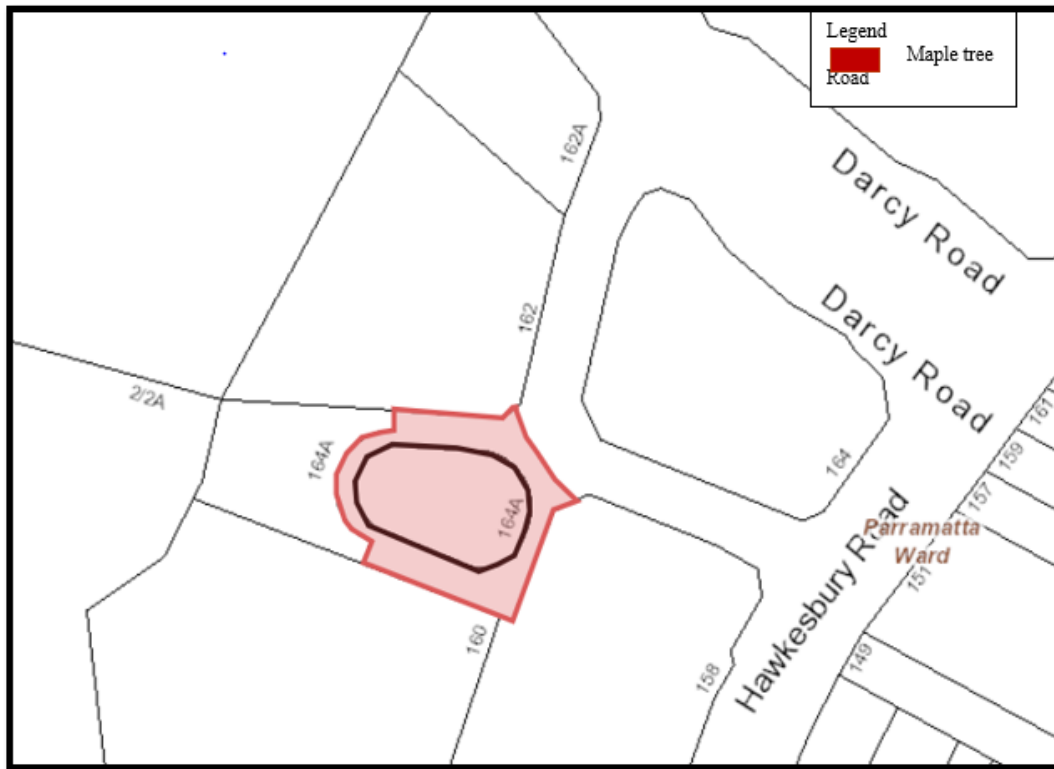 Legend
Maple tree
Road
162A
Darcy Road
Darcy Road
162
2/2A
161
159
164A
164
157
164A
Parramatta
Ward
Hawkesbury Road
151
160
149
158